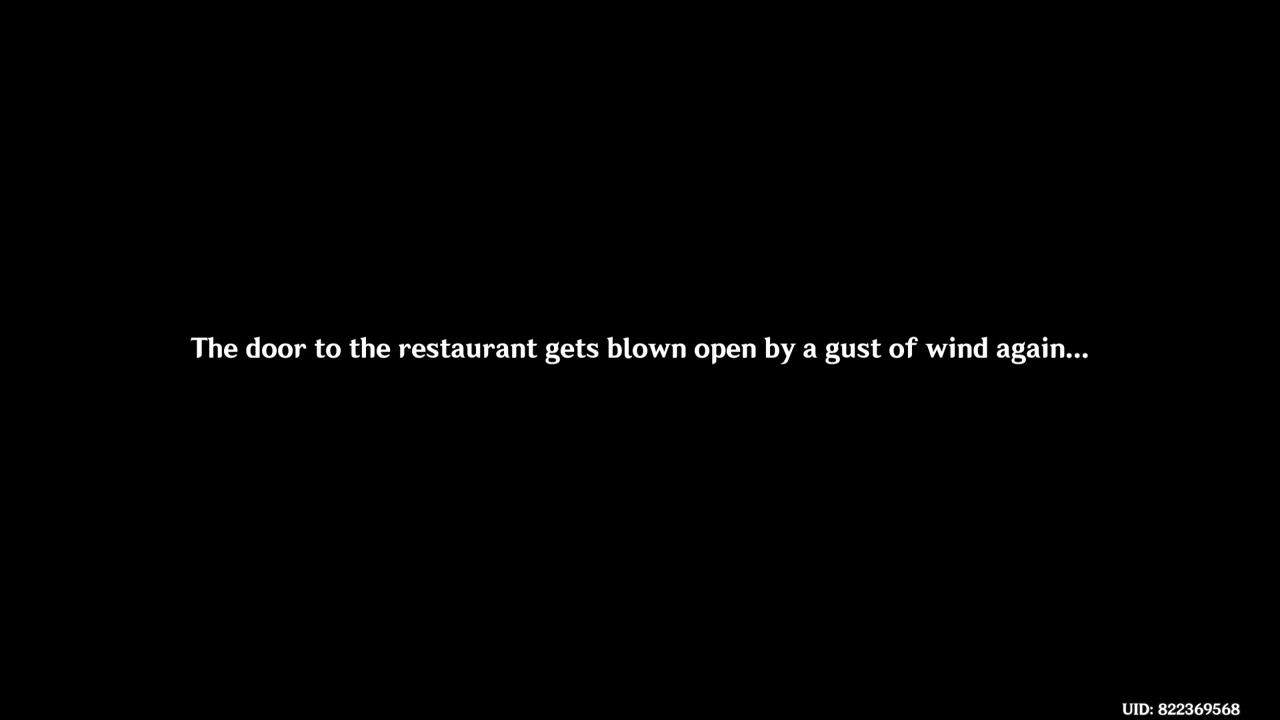 The door to the restaurant gets blown open by a gust of wind again...
UID: 822369568